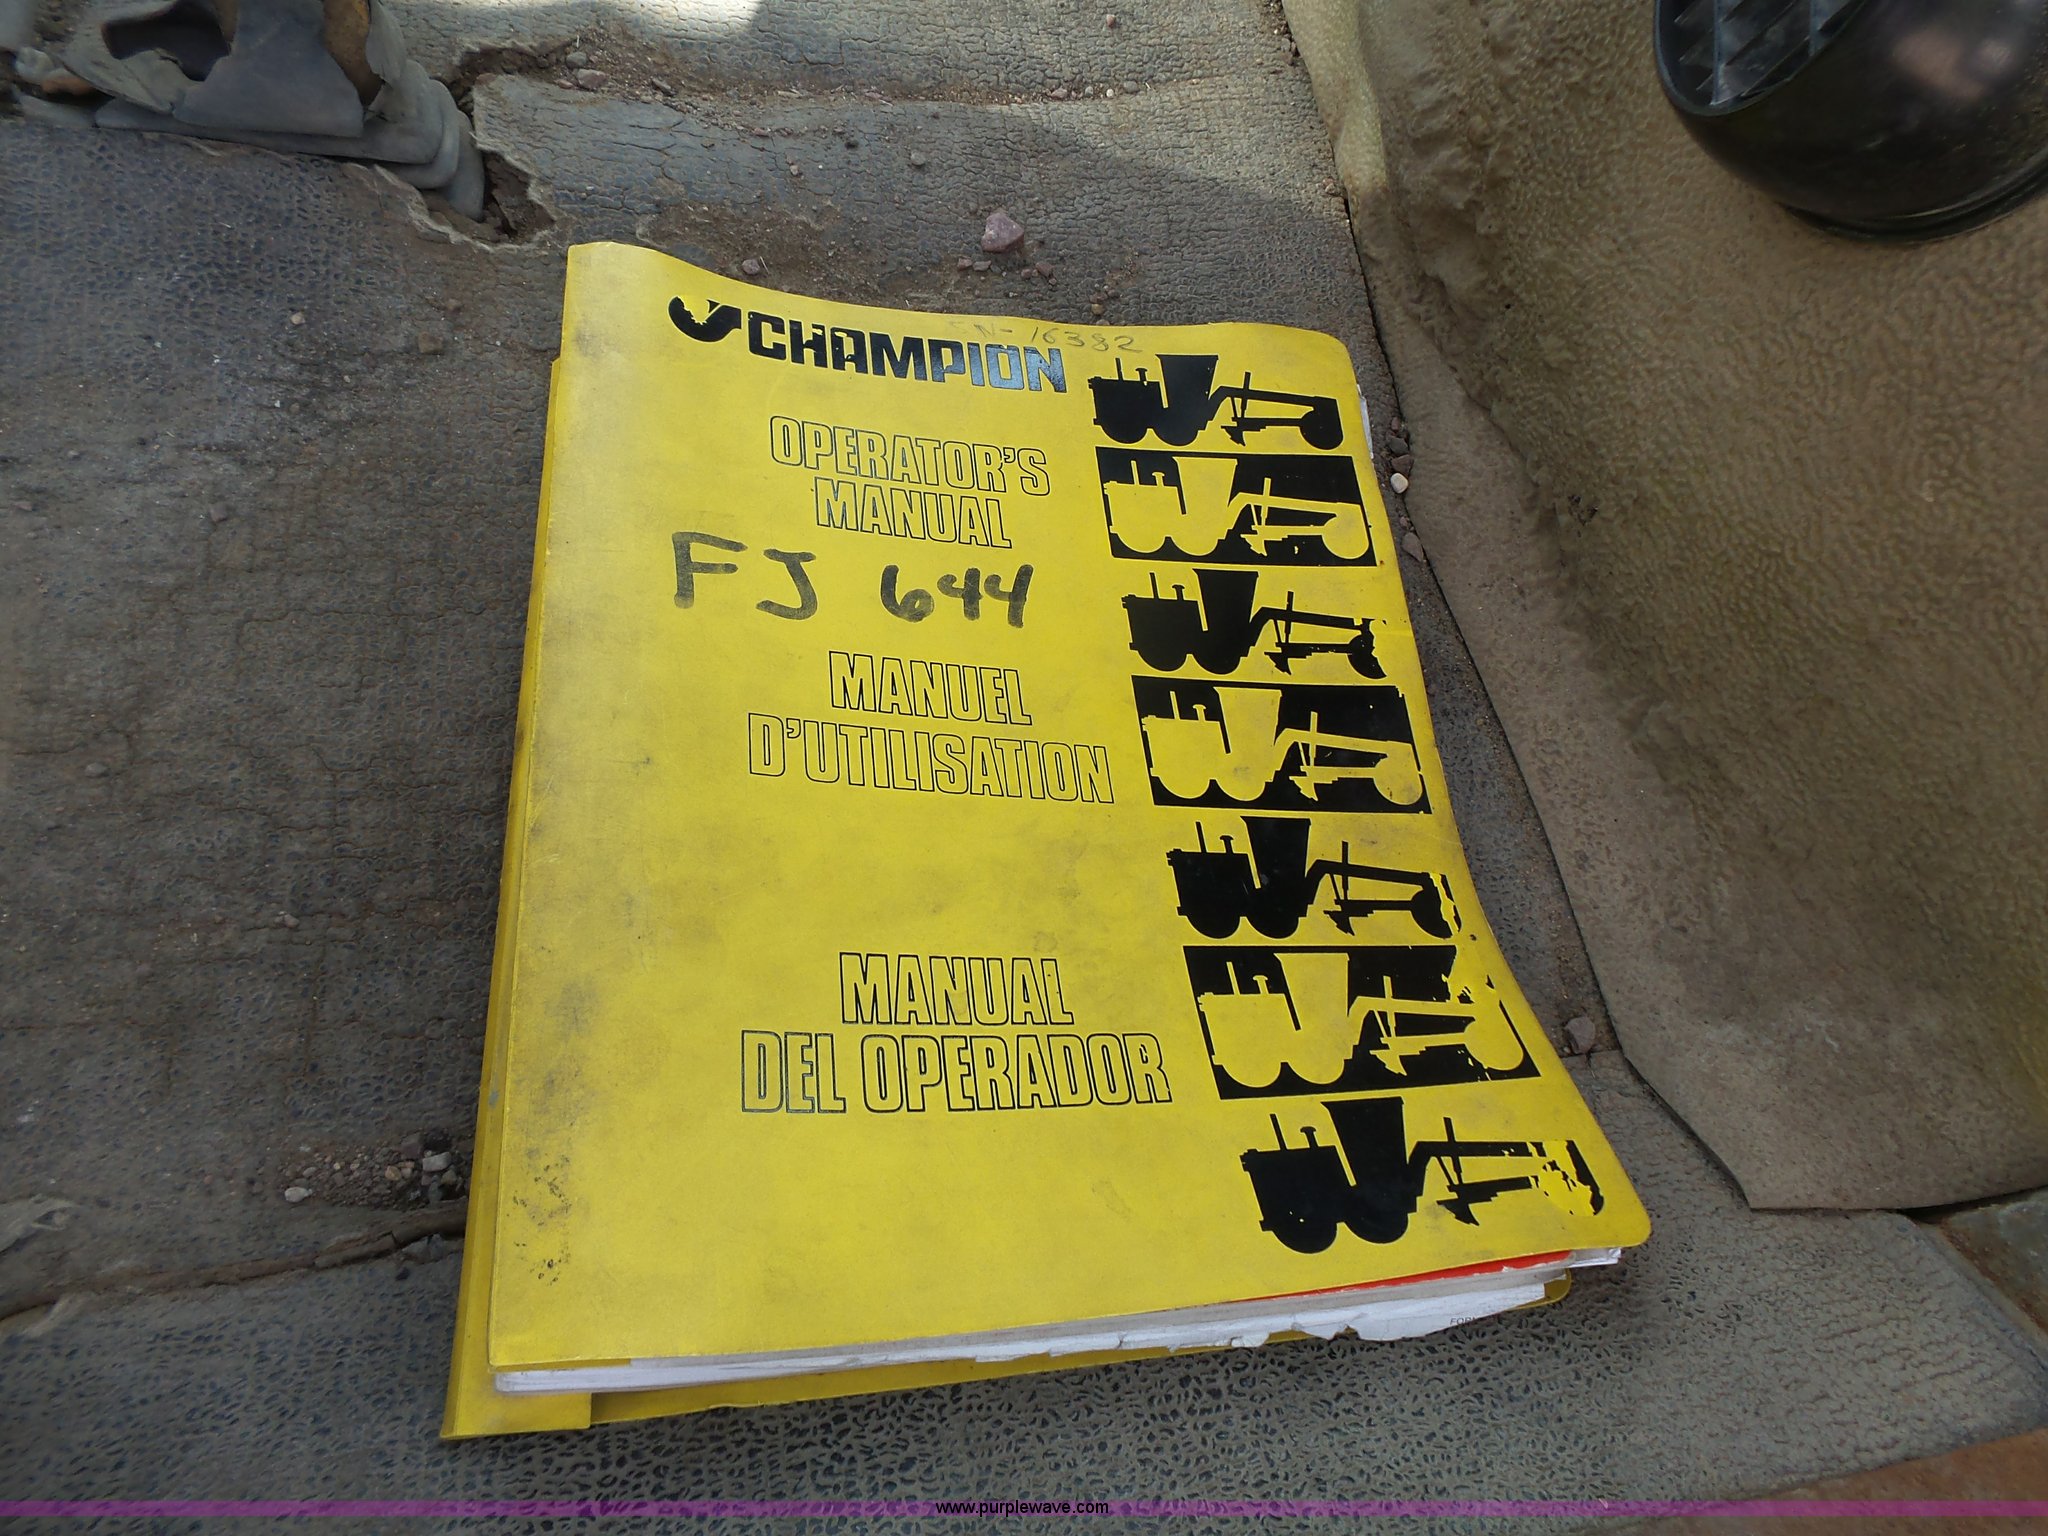 SN-16382
CHAMPION
OPERATOR'S
MANUAL
FJ 644
MANUEL
D'UTILISATION
MANUAL
DEL OPERADOR
www.purplewave.com